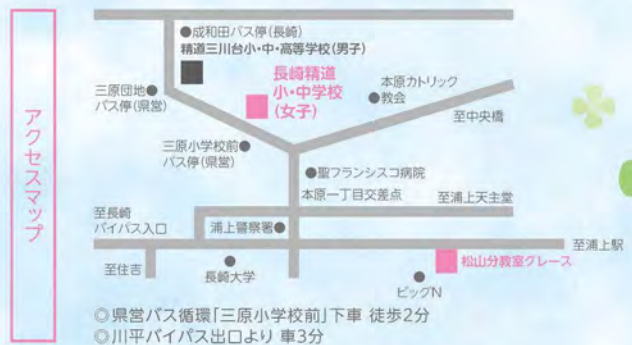 アクセスマップ
●成和田バス停(長崎)
精道三川台小・中・高等学校(男子)
三原団地●
バス停(県営)
長崎精道
小・中学校
(女子)
本原カトリック
●教会
至中央橋
三原小学校前●
バス停(県営)
●聖フランシスコ病院
本原一丁目交差点
至浦上天主堂
至長崎
バイパス入口
浦上警察署●
至浦上駅
至住吉
長崎大学
ビッグN
松山分教室グレース
◎県営バス循環「三原小学校前」下車 徒歩2分
◎川平バイパス出口より 車3分